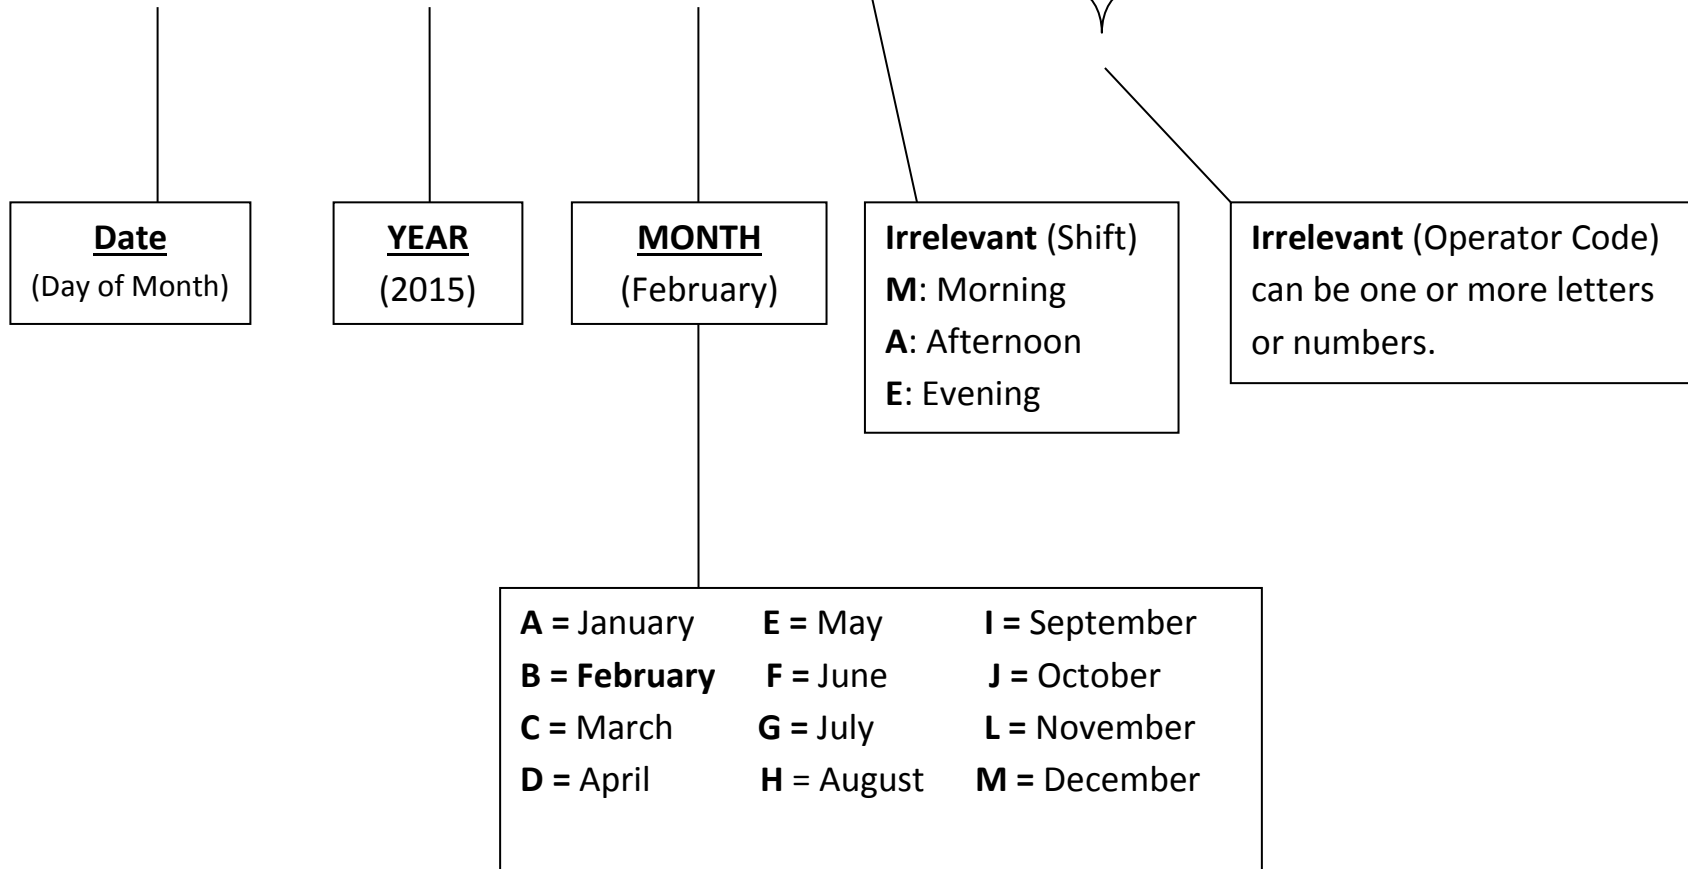 Date
(Day of Month)
YEAR
(2015)
MONTH
(February)
Irrelevant (Shift)
M: Morning
A: Afternoon
E: Evening
Irrelevant (Operator Code)
can be one or more letters
or numbers.
A = January E = May I = September
B = February F = June J = October
C = March G = July L = November
D = April H = August M = December